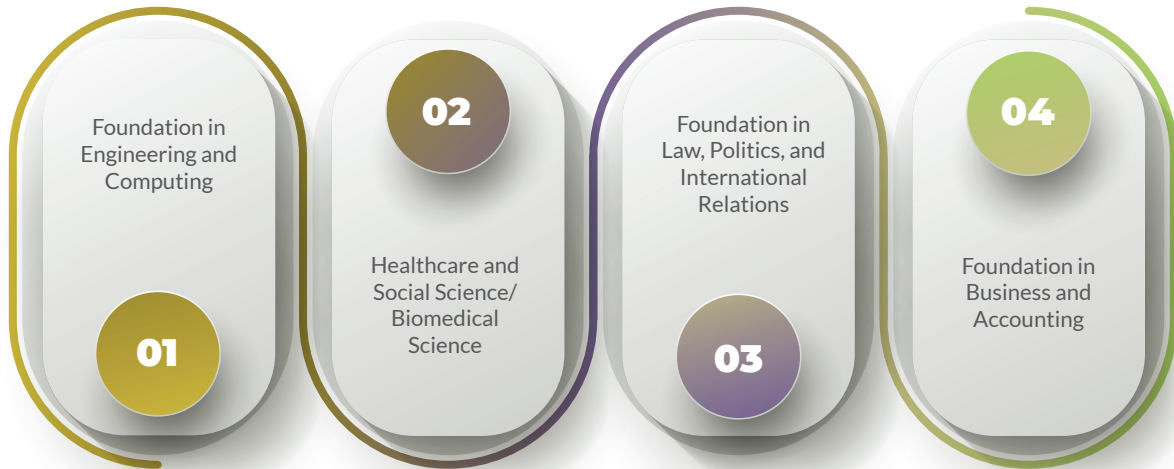 Foundation in
Engineering and
Computing
01
02
Healthcare and
Social Science/
Biomedical
Science
Foundation in
Law, Politics, and
International
Relations
03
04
Foundation in
Business and
Accounting